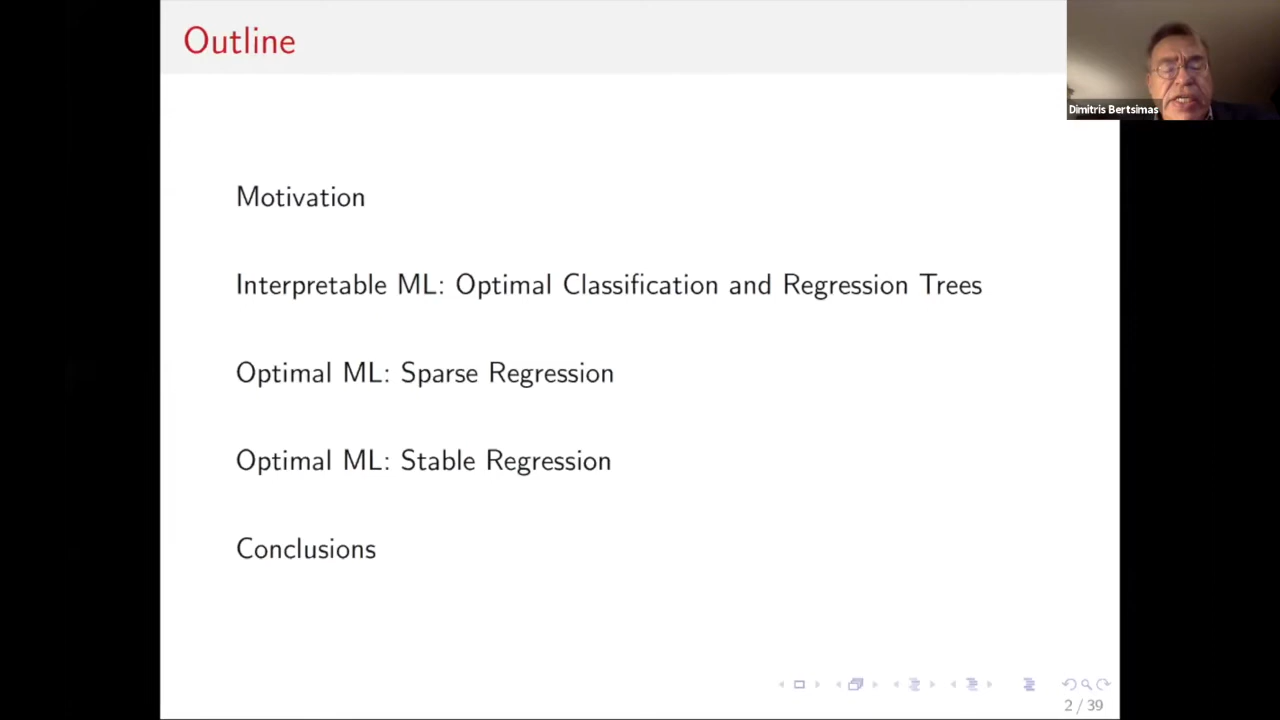 Outline
Dimitris Bertsimas
Motivation
Interpretable ML: Optimal Classification and Regression Trees
Optimal ML: Sparse Regression
Optimal ML: Stable Regression
Conclusions
2 / 39